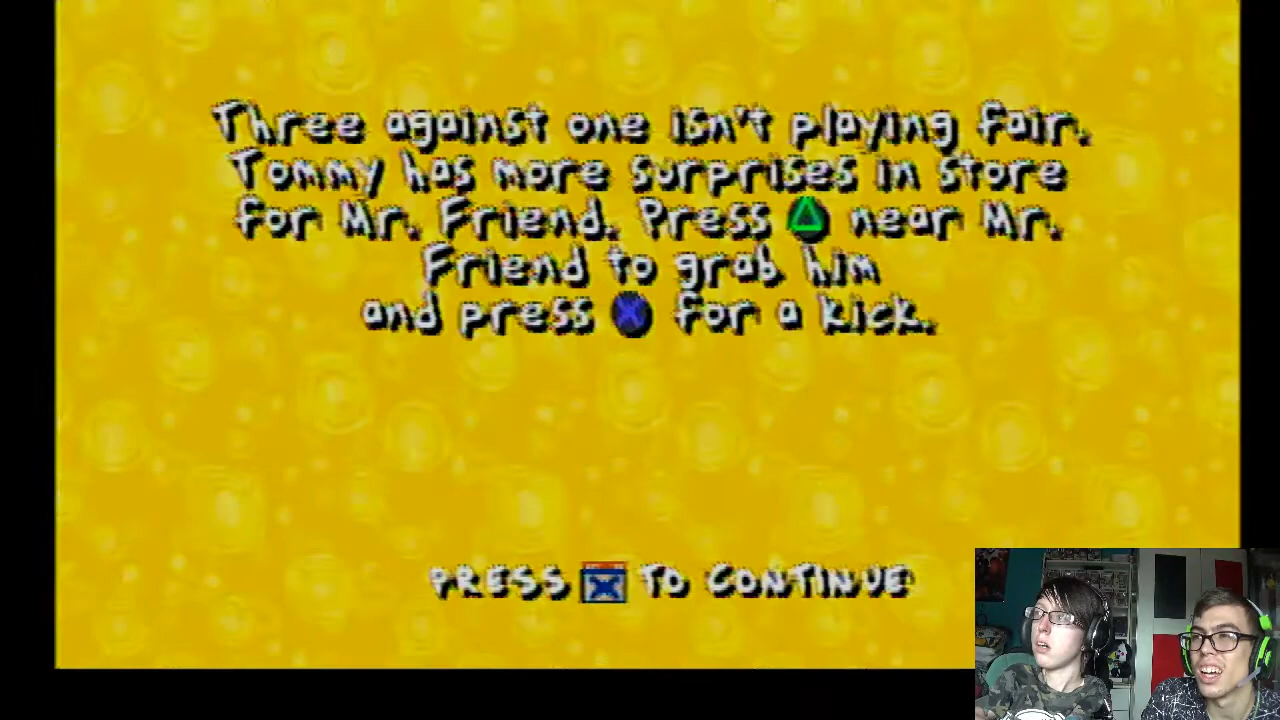 Three against one isn't playing fair.
Tommy has more surprises in store
for Mr. Friend. Press △ near Mr.
Friend to grab him
and press X for a kick.
PRESS X TO CONTINUE